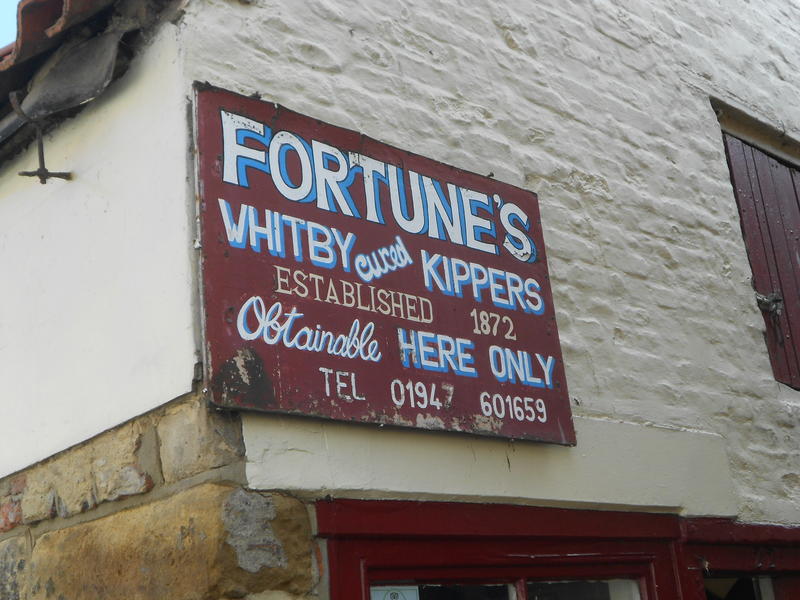 FORTUNE'S
WHITBY cured KIPPERS
ESTABLISHED 1872
Obtainable HERE ONLY
TEL 01947 601659